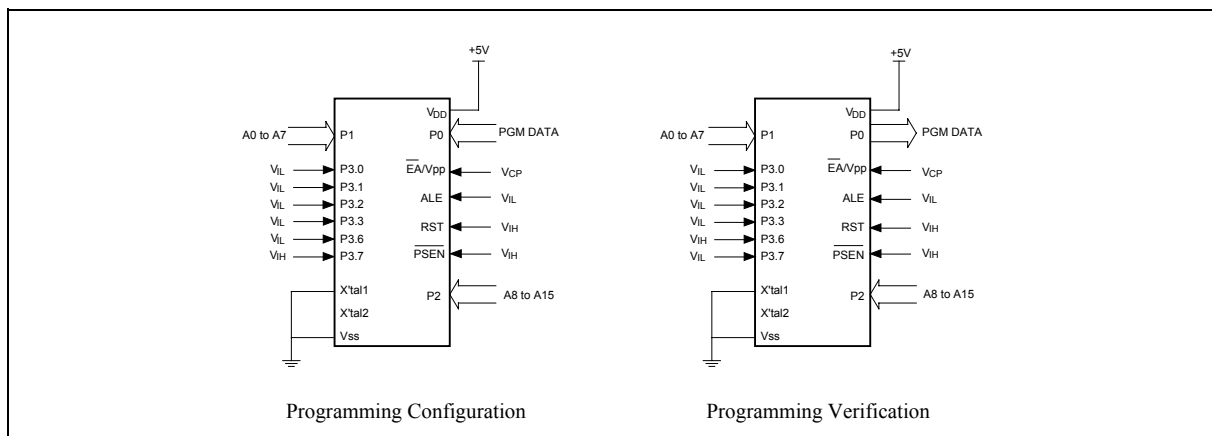 +5V
VDD
A0 to A7
P1
P0
PGM DATA
VIL
P3.0
EA/Vpp
VCP
VIL
P3.1
VIL
P3.2
ALE
VIL
VIL
P3.3
RST
VIH
VIL
P3.6
VIH
P3.7
PSEN
VIH
X'tal1
P2
A8 to A15
X'tal2
Vss
Programming Configuration
+5V
VDD
A0 to A7
P1
P0
PGM DATA
VIL
P3.0
EA/Vpp
VCP
VIL
P3.1
VIL
P3.2
ALE
VIL
VIL
P3.3
RST
VIH
VIH
P3.6
VIL
P3.7
PSEN
VIH
X'tal1
P2
A8 to A15
X'tal2
Vss
Programming Verification